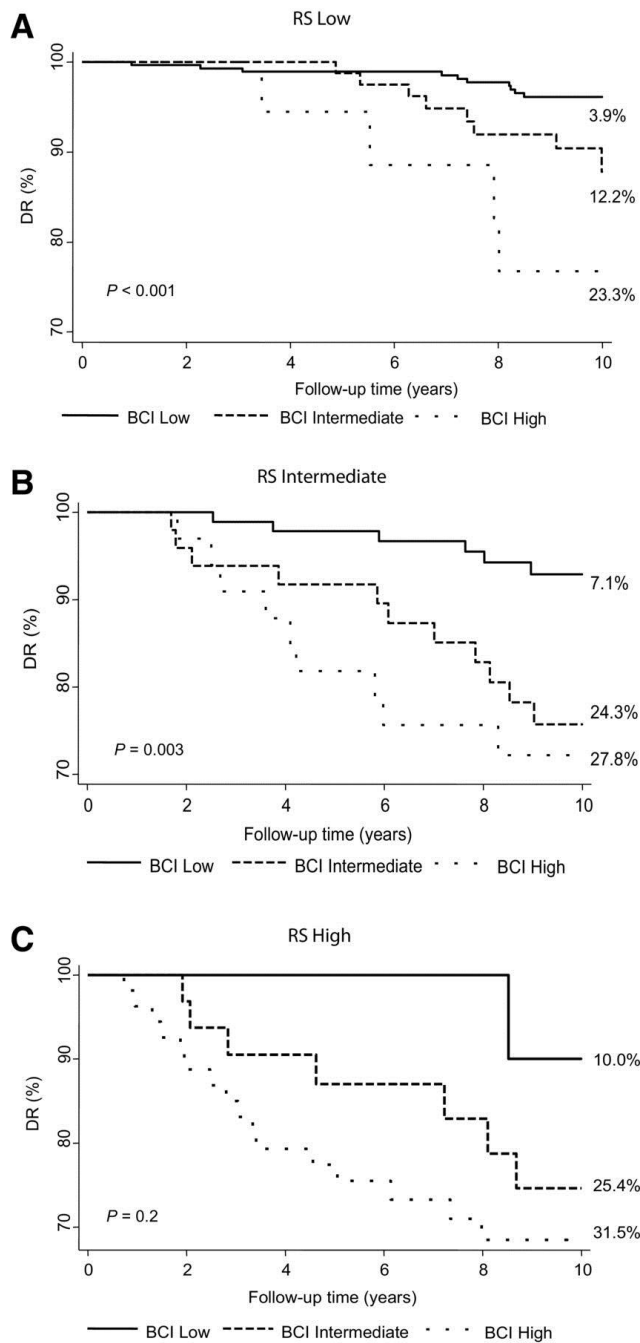 A
RS Low
100
90
80
70
DR (%)
3.9%
12.2%
23.3%
P < 0.001
0 2 4 6 8 10
Follow-up time (years)
BCI Low BCI Intermediate BCI High
B
RS Intermediate
100
90
80
70
DR (%)
7.1%
24.3%
27.8%
P = 0.003
0 2 4 6 8 10
Follow-up time (years)
BCI Low BCI Intermediate BCI High
C
RS High
100
90
80
70
DR (%)
10.0%
25.4%
31.5%
P = 0.2
0 2 4 6 8 10
Follow-up time (years)
BCI Low BCI Intermediate BCI High